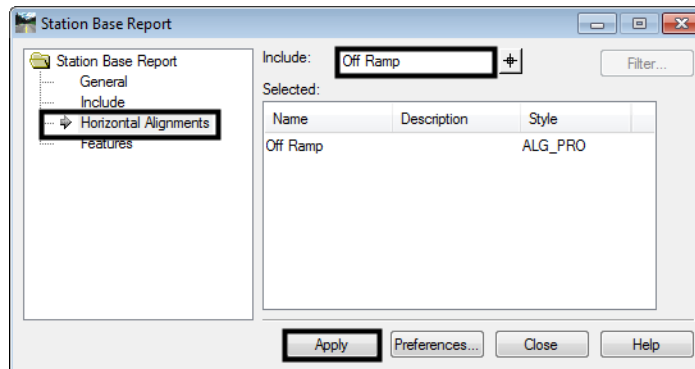 Station Base Report
Station Base Report
General
Include
Horizontal Alignments
Features
Include: Off Ramp Filter...
Selected:
Name Description Style
Off Ramp ALG_PRO
Apply Preferences... Close Help